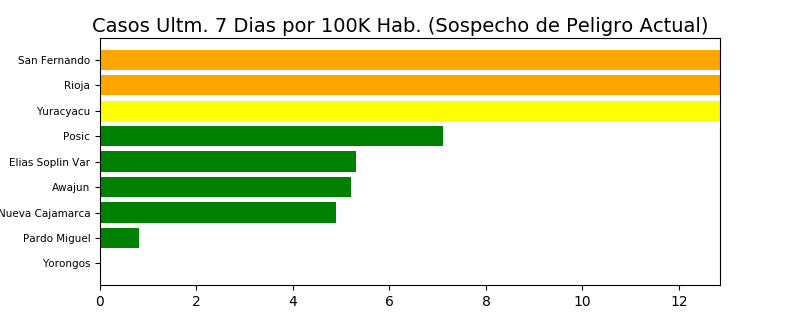 Casos Ultm. 7 Dias por 100K Hab. (Sospecho de Peligro Actual)
San Fernando
Rioja
Yuracyacu
Posic
Elias Soplin Var
Awajun
Nueva Cajamarca
Pardo Miguel
Yorongos
0 2 4 6 8 10 12